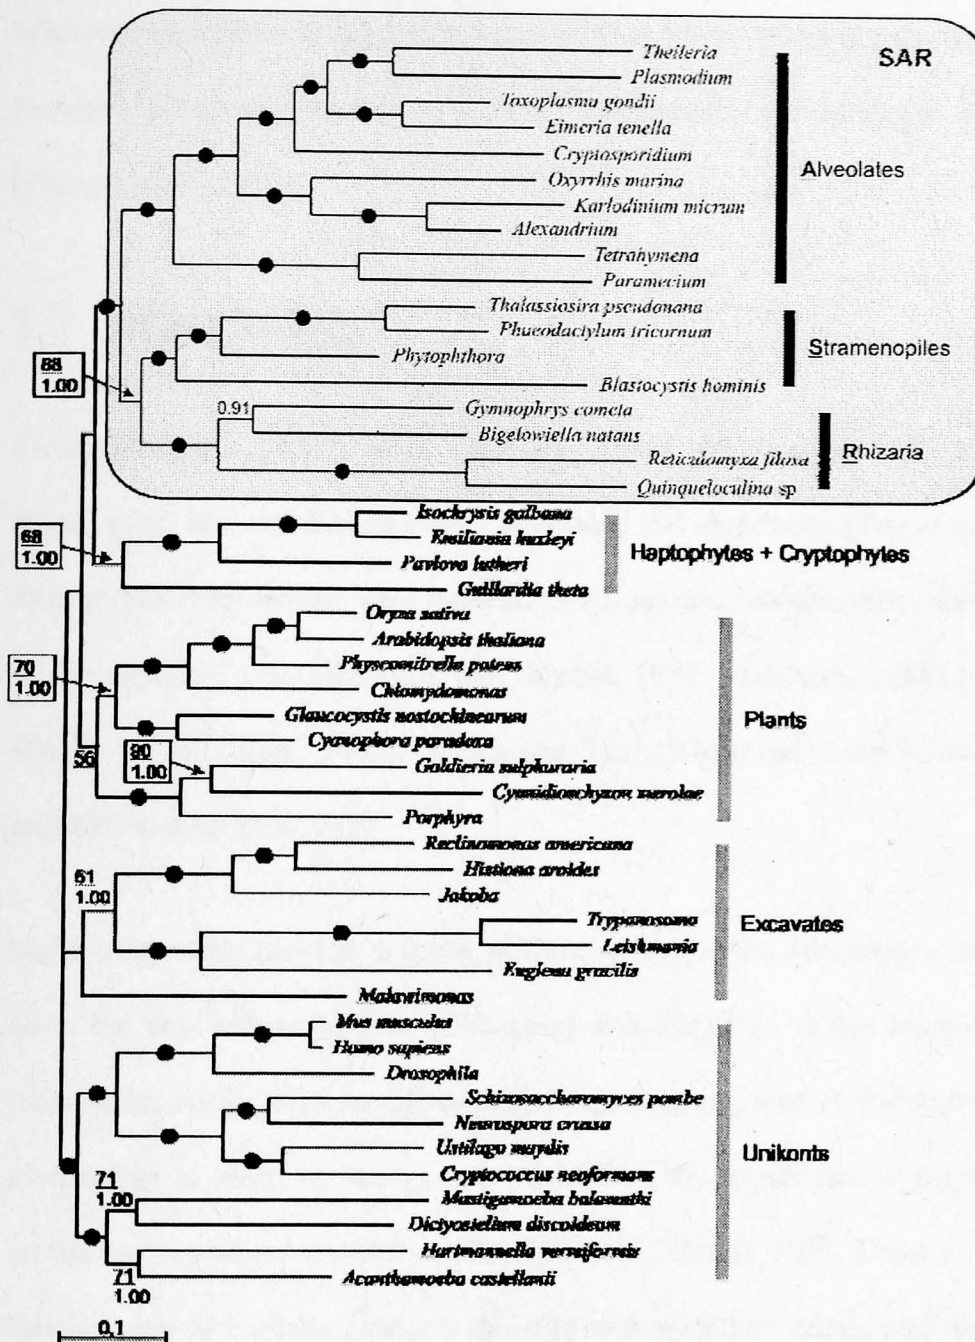 SAR
Theileria
Plasmodium
Toxoplasma gondii
Eimeria tenella
Cryptosporidium
Alveolates
Oxyrrhis marina
Karlodinium micrum
Alexandrium
Tetrahymena
Paramecium
Thalassiosira pseudonana
Phaeodactylum tricornum
Stramenopiles
Phytophthora
88
1.00
Blastocystis hominis
0.91
Gymnophrys cometa
Bigelowiella natans
Rhizaria
Reticulomyxa filosa
Quinqueloculina sp
Isochrysis galbana
68
1.00
Emiliania huxleyi
Haptophytes + Cryptophytes
Pavlova lutheri
Guillardia theta
Oryza sativa
Arabidopsis thaliana
70
1.00
Physcomitrella patens
Chlamydomonas
Plants
Glaucocystis nostochinearum
Cyanophora paradoxa
56
90
1.00
Galdieria sulphuraria
Cyanidioschyzon merolae
Porphyra
Reclinomonas americana
Histiona aroides
61
1.00
Jakoba
Excavates
Trypanosoma
Leishmania
Euglena gracilis
Malawimonas
Mus musculus
Homo sapiens
Drosophila
Schizosaccharomyces pombe
Neurospora crassa
Unikonts
Ustilago maydis
Cryptococcus neoformans
71
1.00
Mastigamoeba balamuthi
Dictyostelium discoideum
Hartmannella vermiformis
71
1.00
Acanthamoeba castellanii
0.1